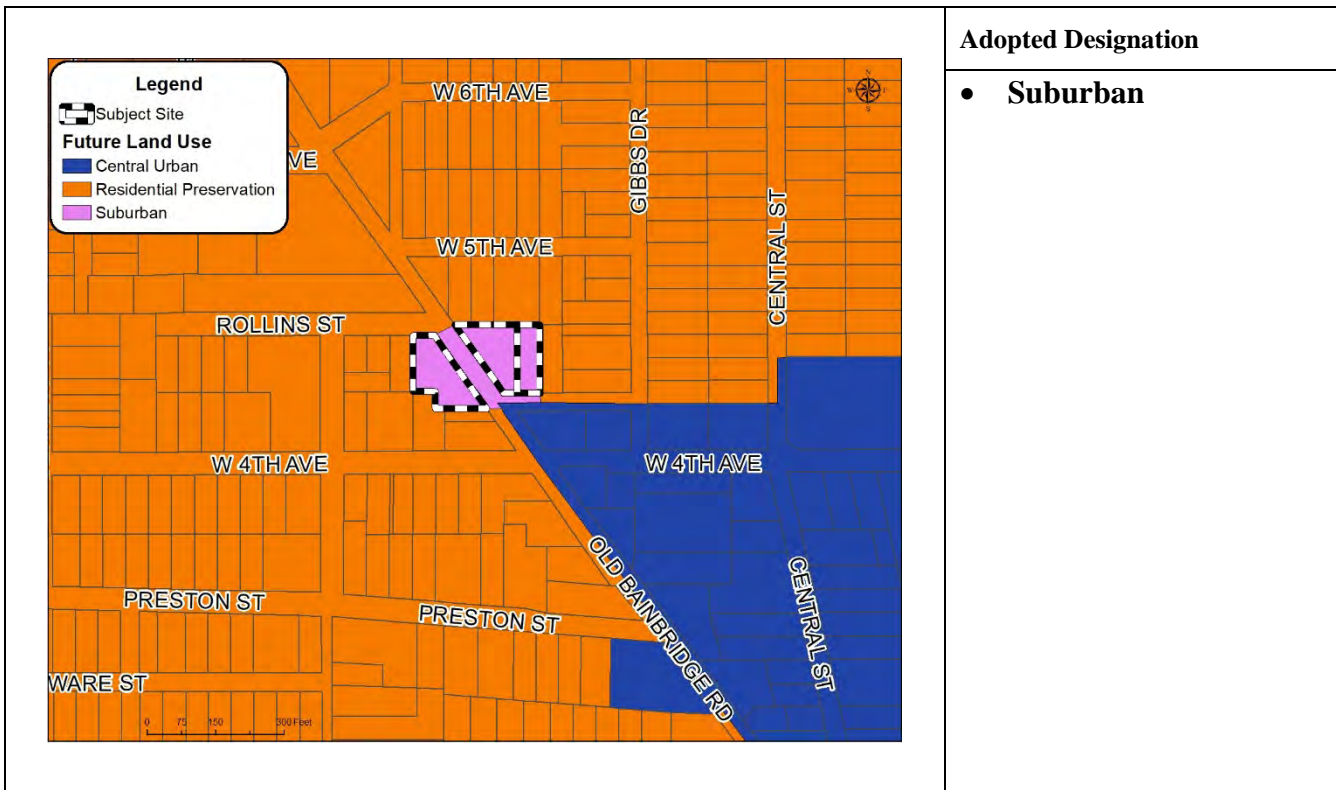 Adopted Designation
• Suburban
Legend
Subject Site
Future Land Use
Central Urban
Residential Preservation
Suburban
N
W E
S
W 6TH AVE
VE
GIBBS DR
CENTRAL ST
W 5TH AVE
ROLLINS ST
W 4TH AVE
W 4TH AVE
OLD BAINBRIDGE RD
CENTRAL ST
PRESTON ST
PRESTON ST
WARE ST
0 75 150 300 Feet